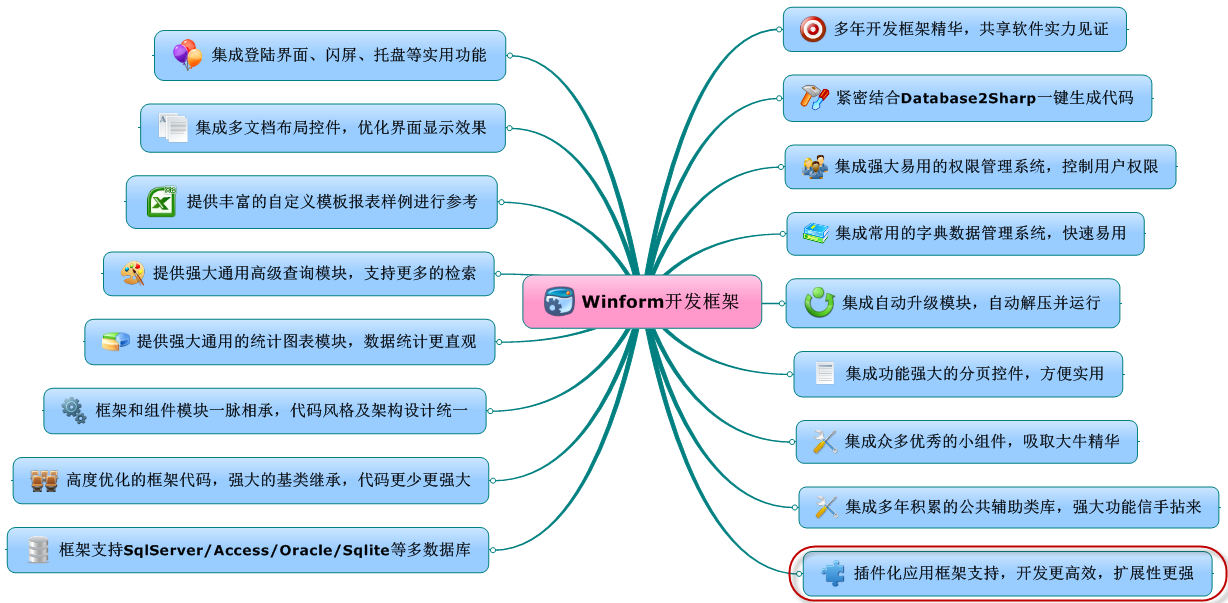 集成登陆界面、闪屏、托盘等实用功能
集成多文档布局控件，优化界面显示效果
提供丰富的自定义模板报表样例进行参考
提供强大通用高级查询模块，支持更多的检索
提供强大通用的统计图表模块，数据统计更直观
框架和组件模块一脉相承，代码风格及架构设计统一
高度优化的框架代码，强大的基类继承，代码更少更强大
框架支持SqlServer/Access/Oracle/Sqlite等多数据库
Winform开发框架
多年开发框架精华，共享软件实力见证
紧密结合Database2Sharp一键生成代码
集成强大易用的权限管理系统，控制用户权限
集成常用的字典数据管理系统，快速易用
集成自动升级模块，自动解压并运行
集成功能强大的分页控件，方便实用
集成众多优秀的小组件，吸取大牛精华
集成多年积累的公共辅助类库，强大功能信手拈来
插件化应用框架支持，开发更高效，扩展性更强